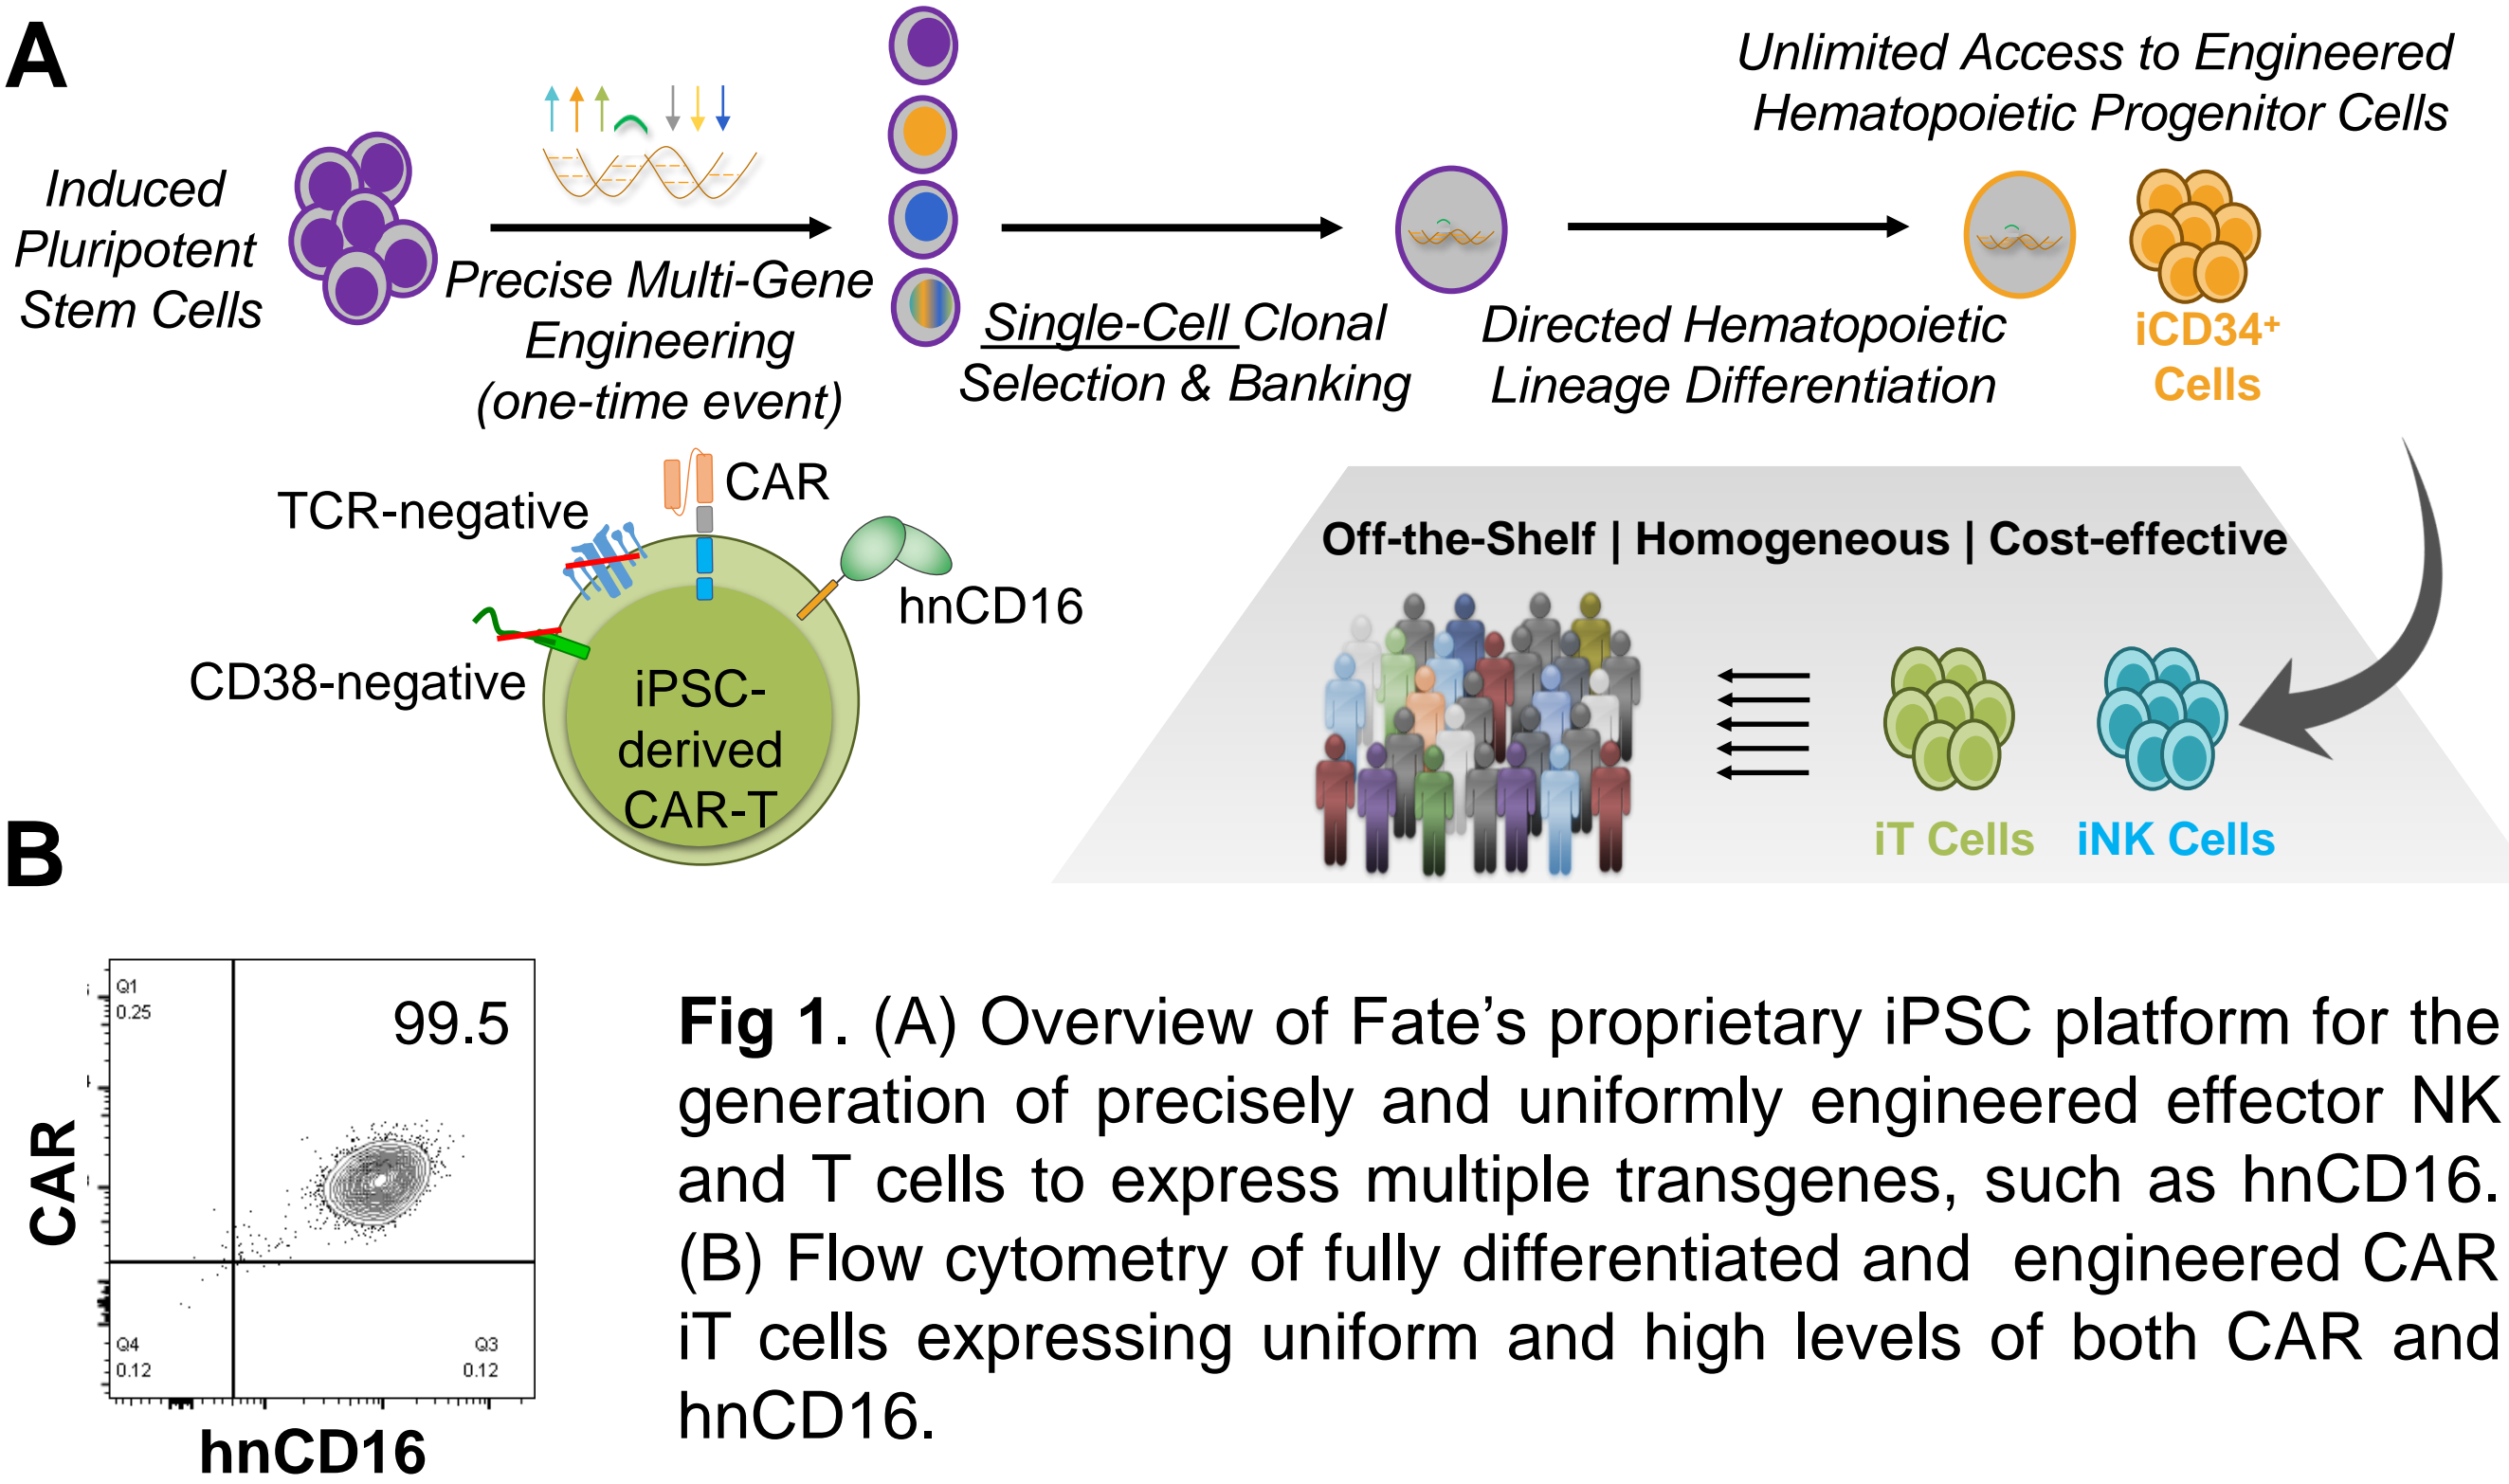 A
Induced
Pluripotent
Stem Cells
Precise Multi-Gene
Engineering
(one-time event)
Single-Cell Clonal
Selection & Banking
Directed Hematopoietic
Lineage Differentiation
Unlimited Access to Engineered
Hematopoietic Progenitor Cells
iCD34⁺
Cells
TCR-negative
CAR
hnCD16
CD38-negative
iPSC-
derived
CAR-T
Off-the-Shelf | Homogeneous | Cost-effective
iT Cells
iNK Cells
B
Q1
0.25
99.5
CAR
Q4
0.12
Q3
0.12
hnCD16
Fig 1. (A) Overview of Fate’s proprietary iPSC platform for the
generation of precisely and uniformly engineered effector NK
and T cells to express multiple transgenes, such as hnCD16.
(B) Flow cytometry of fully differentiated and engineered CAR
iT cells expressing uniform and high levels of both CAR and
hnCD16.